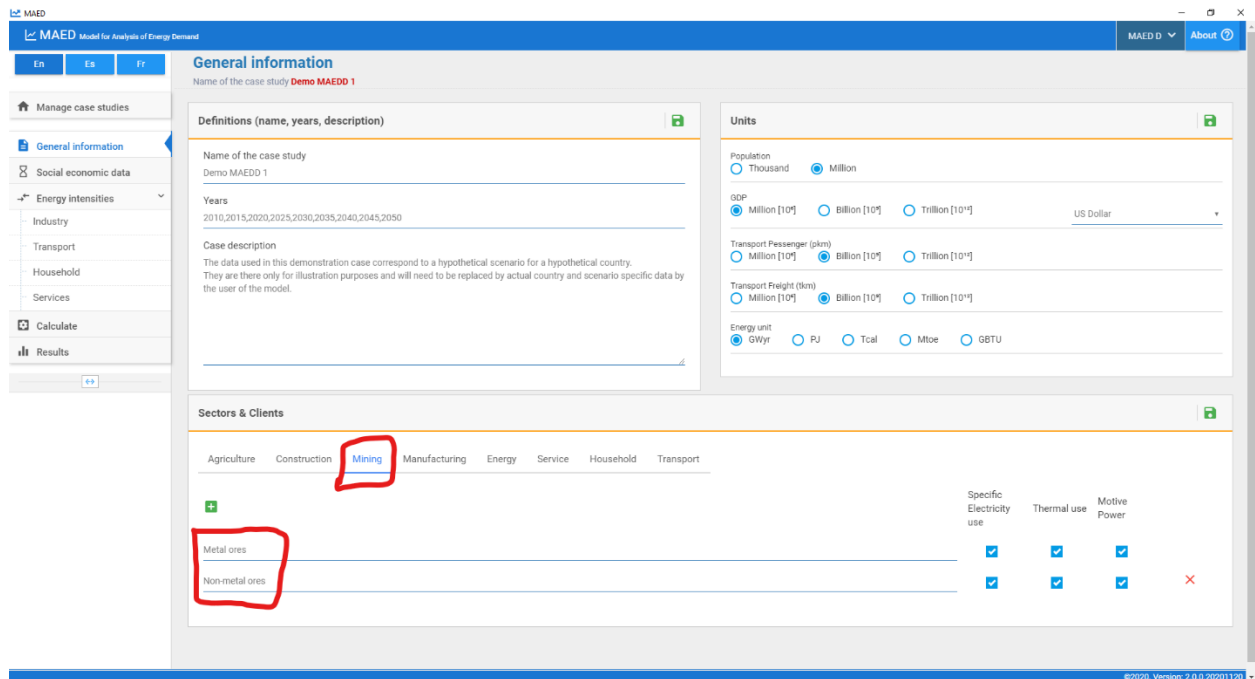 MAED
MAED Model for Analysis of Energy Demand
MAED D
About
En Es Fr
General information
Name of the case study Demo MAEDD 1
Manage case studies
General information
Social economic data
Energy intensities
Industry
Transport
Household
Services
Calculate
Results
Definitions (name, years, description)
Name of the case study
Demo MAEDD 1
Years
2010,2015,2020,2025,2030,2035,2040,2045,2050
Case description
The data used in this demonstration case correspond to a hypothetical scenario for a hypothetical country.
They are there only for illustration purposes and will need to be replaced by actual country and scenario specific data by
the user of the model.
Units
Population
Thousand Million
GDP
Million [10⁶] Billion [10⁹] Trillion [10¹²] US Dollar
Transport Pessenger (pkm)
Million [10⁶] Billion [10⁹] Trillion [10¹²]
Transport Freight (tkm)
Million [10⁶] Billion [10⁹] Trillion [10¹²]
Energy unit
GWyr PJ Tcal Mtoe GBTU
Sectors & Clients
Agriculture Construction Mining Manufacturing Energy Service Household Transport
Specific
Electricity
use
Thermal use
Motive
Power
Metal ores
Non-metal ores
©2020, Version: 2.0.0.20201120